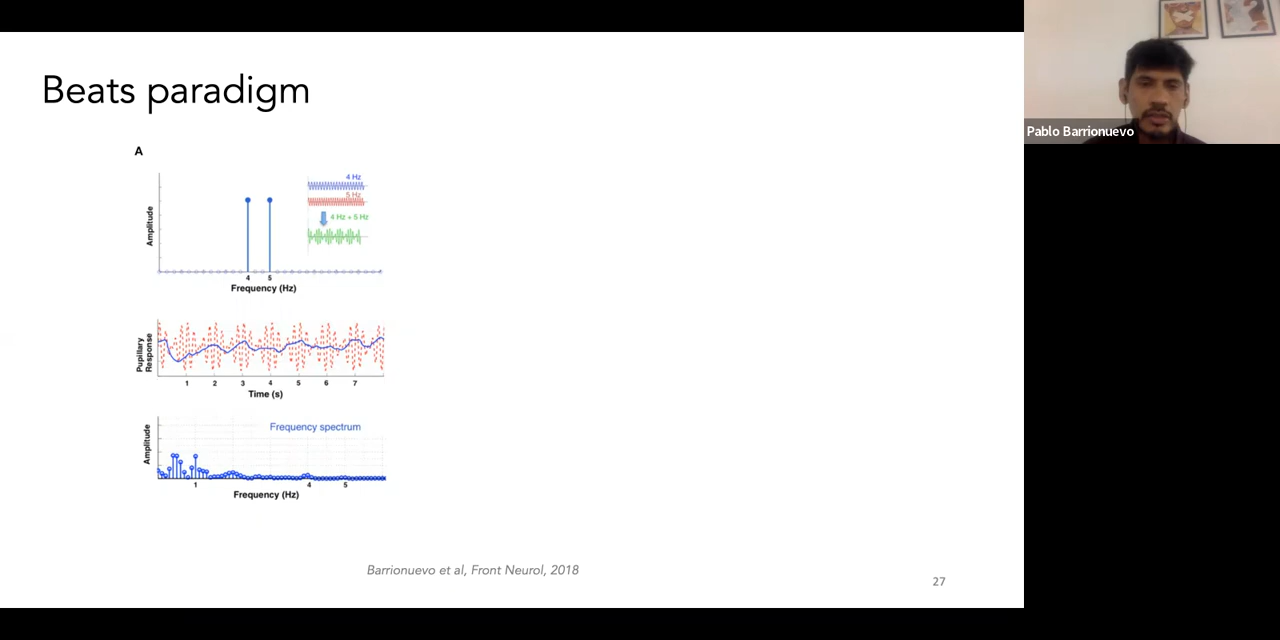 Beats paradigm
Pablo Barrionuevo
A
Amplitude
4 Hz
5 Hz
4 Hz + 5 Hz
4 5
Frequency (Hz)
Pupillary
Response
1 2 3 4 5 6 7
Time (s)
Amplitude
Frequency spectrum
1 4 5
Frequency (Hz)
Barrionuevo et al, Front Neurol, 2018
27